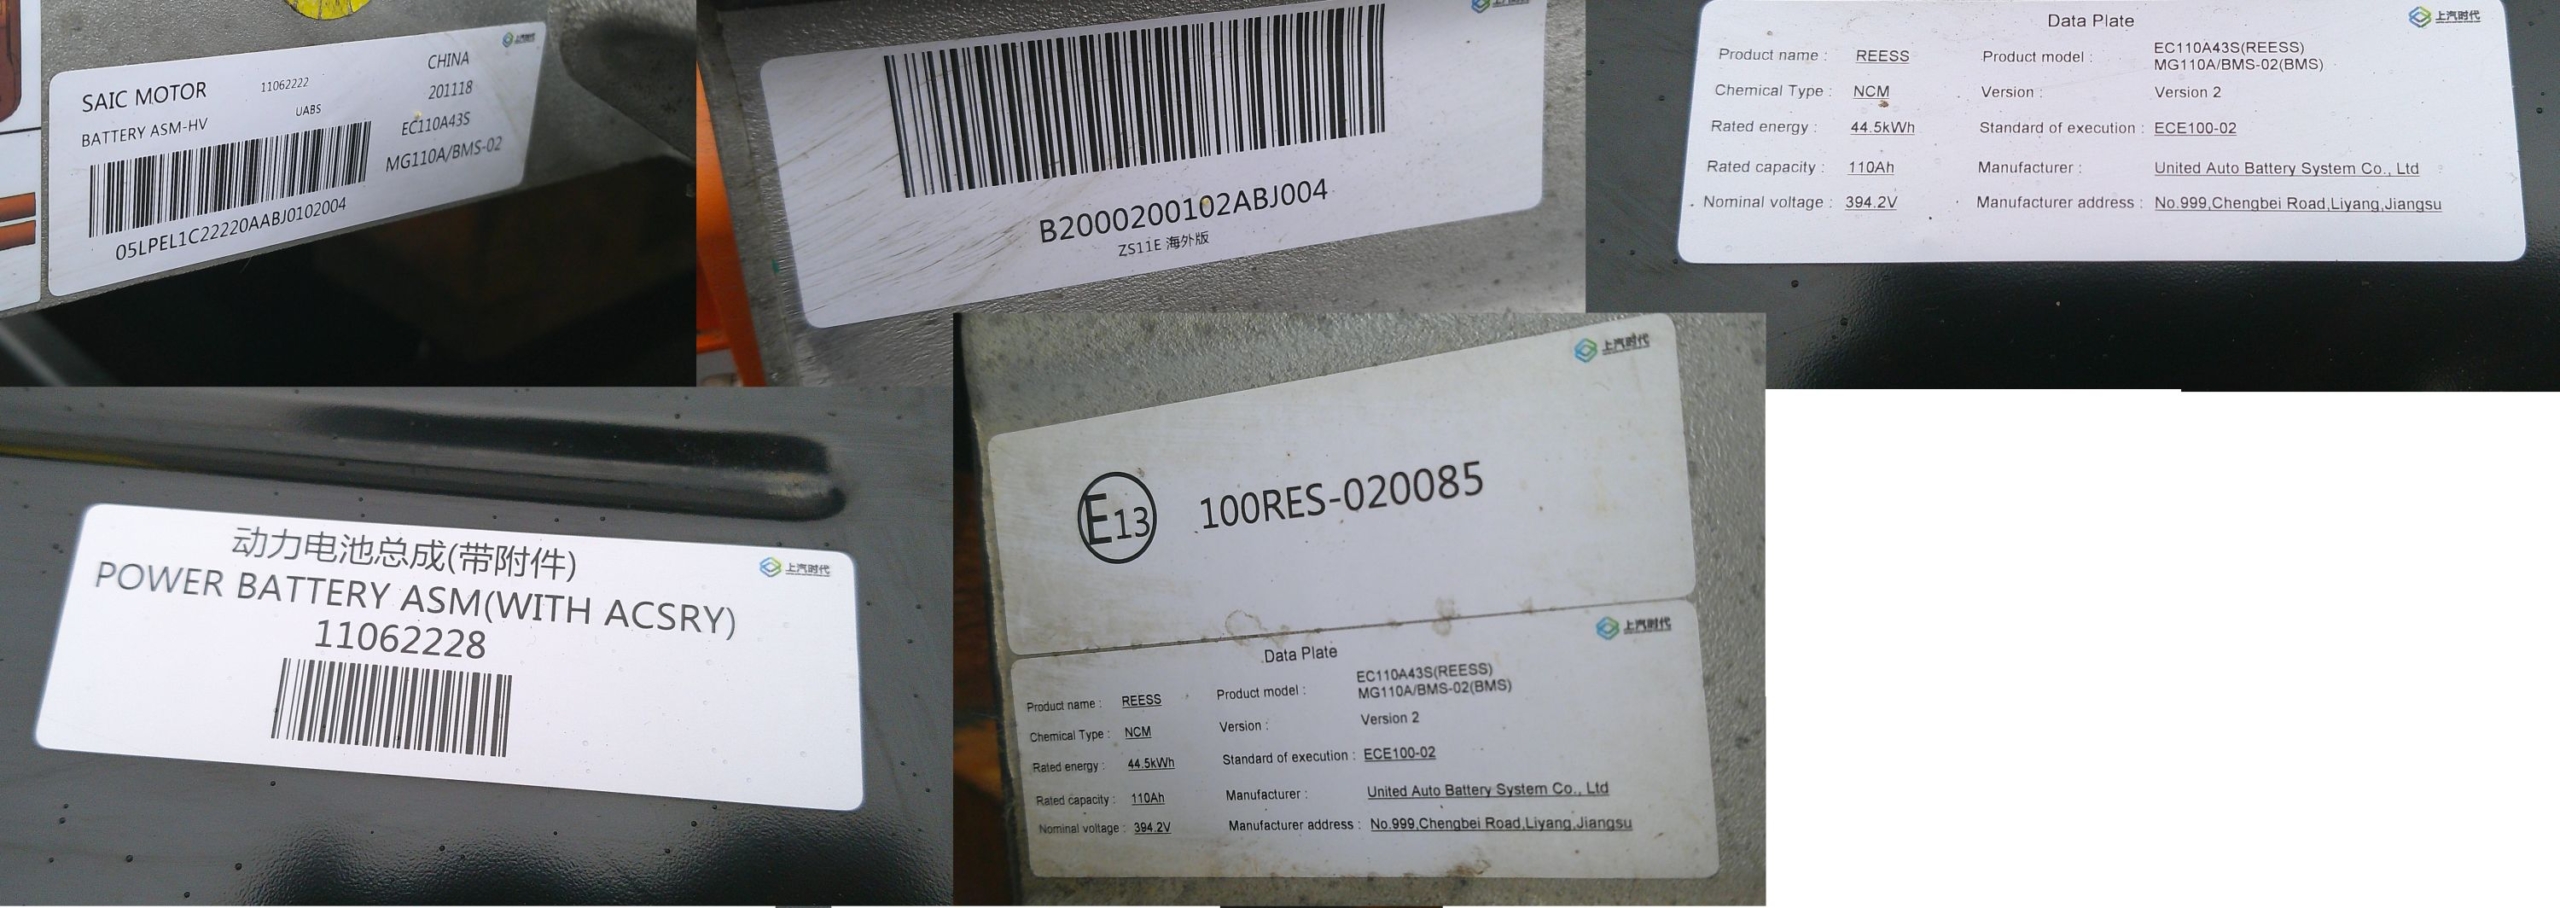 上汽时代
SAIC MOTOR
11062222
CHINA
BATTERY ASM-HV
UABS
201118
EC110A43S
MG110A/BMS-02
05LPEL1C22220AABJ0102004
B2000200102ABJ004
ZS11E 海外版
Data Plate
上汽时代
Product name : REESS Product model : EC110A43S(REESS)
MG110A/BMS-02(BMS)
Chemical Type : NCM Version : Version 2
Rated energy : 44.5kWh Standard of execution : ECE100-02
Rated capacity : 110Ah Manufacturer : United Auto Battery System Co., Ltd
Nominal voltage : 394.2V Manufacturer address : No.999,Chengbei Road,Liyang,Jiangsu
动力电池总成(带附件)
上汽时代
POWER BATTERY ASM(WITH ACSRY)
11062228
上汽时代
E13 100RES-020085
上汽时代
Data Plate
Product name : REESS Product model : EC110A43S(REESS)
MG110A/BMS-02(BMS)
Chemical Type : NCM Version : Version 2
Rated energy : 44.5kWh Standard of execution : ECE100-02
Rated capacity : 110Ah Manufacturer : United Auto Battery System Co., Ltd
Nominal voltage : 394.2V Manufacturer address : No.999,Chengbei Road,Liyang,Jiangsu